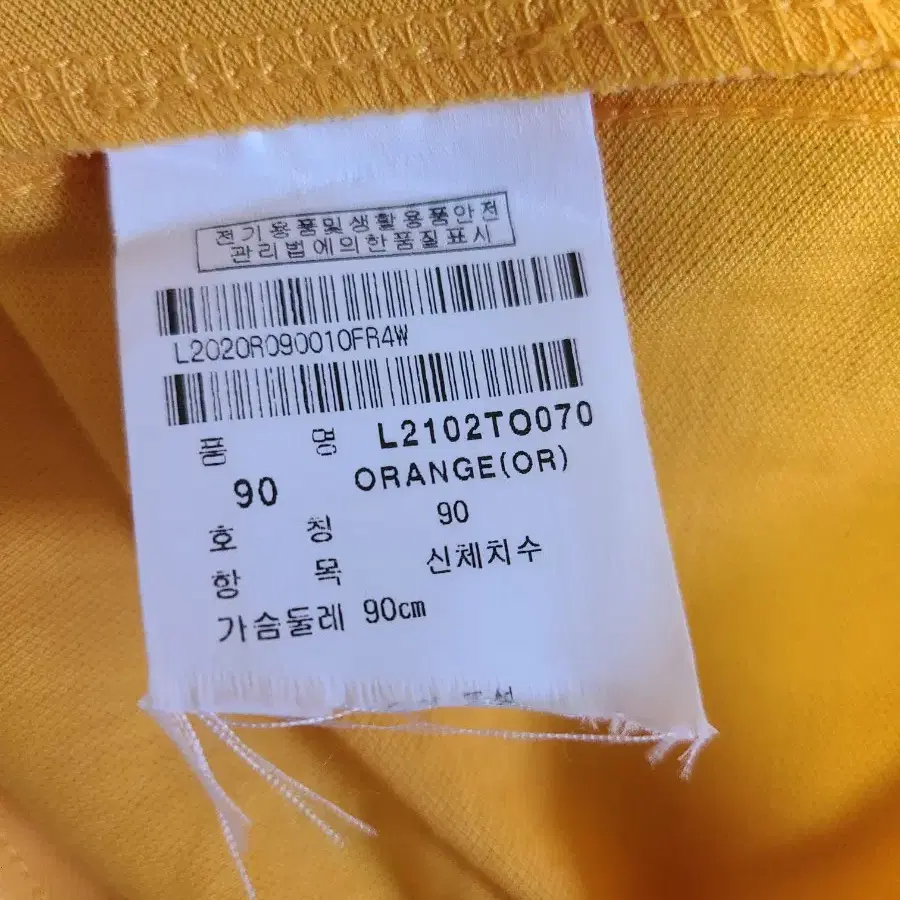 전기용품및생활용품안전
관리법에의한품질표시
L2020R090010FR4W
품 명 L2102TO070
90 ORANGE(OR)
호 칭 90
항 목 신체치수
가슴둘레 90cm